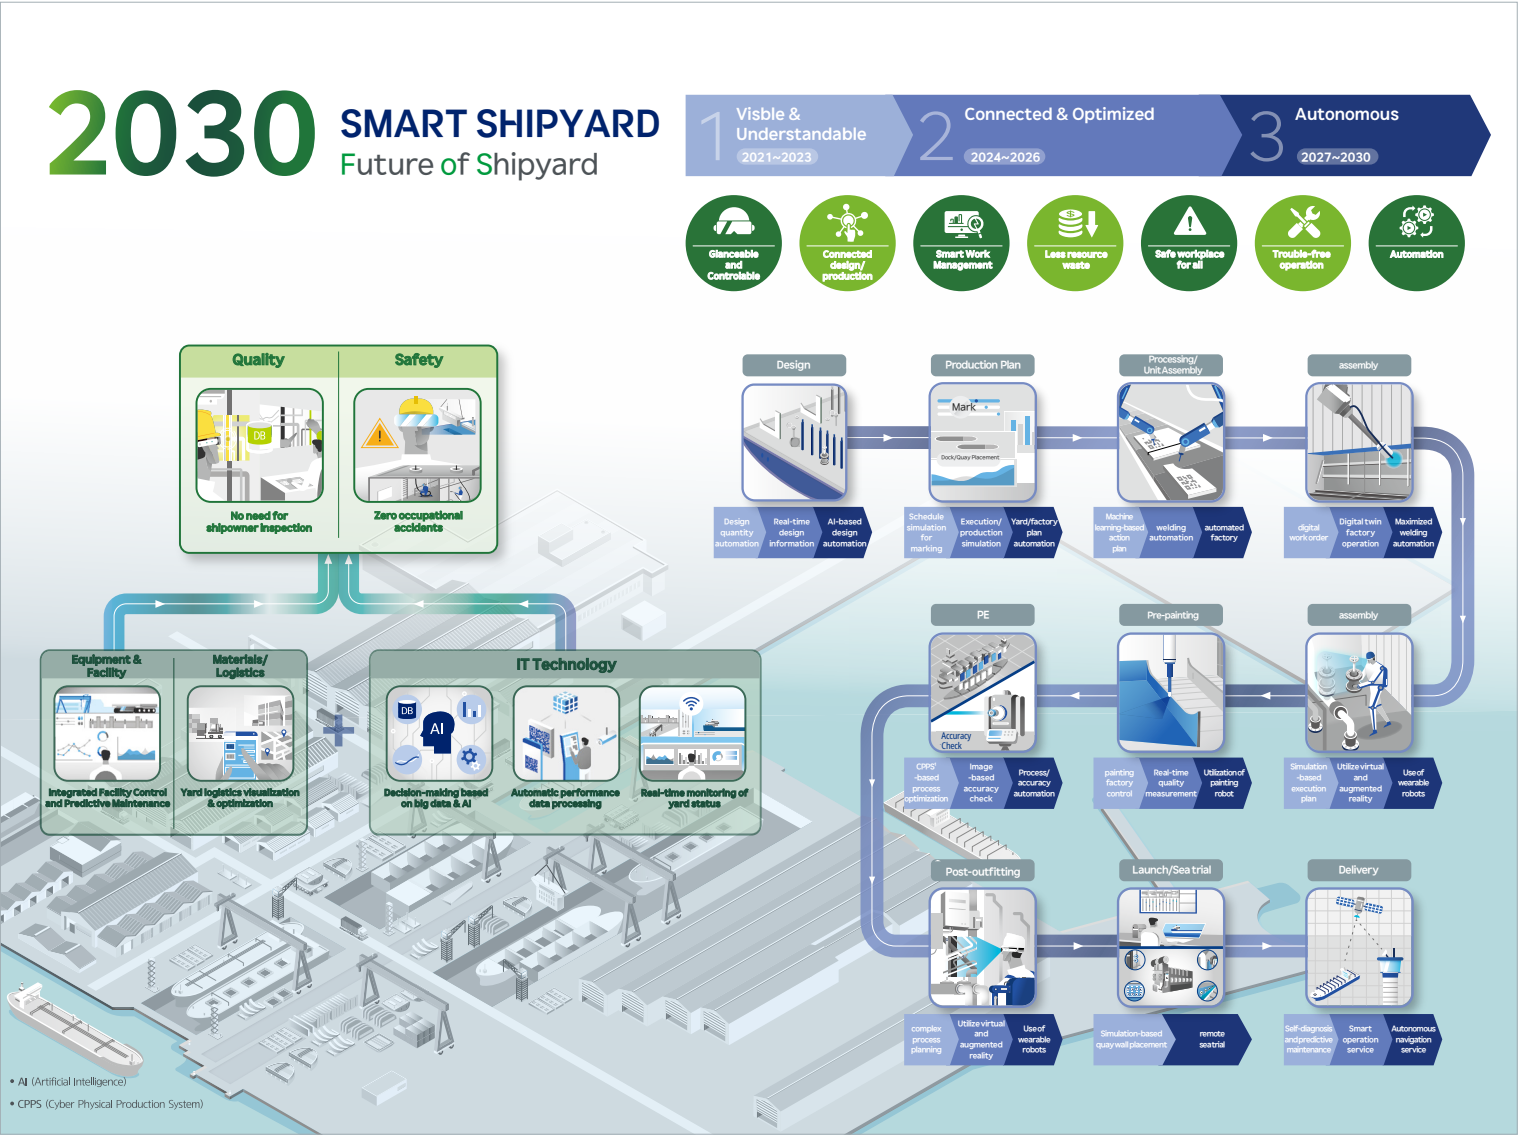 2030
SMART SHIPYARD
Future of Shipyard
1
Visble &
Understandable
2021~2023
2
Connected & Optimized
2024~2026
3
Autonomous
2027~2030
Glanceable
and
Controlable
Connected
design/
production
Smart Work
Management
Less resource
waste
Safe workplace
for all
Trouble-free
operation
Automation
Quality
DB
No need for
shipowner inspection
Safety
Zero occupational
accidents
Equipment &
Facility
Integrated Facility Control
and Predictive Maintenance
Materials/
Logistics
Yard logistics visualization
& optimization
IT Technology
DB
AI
Decision-making based
on big data & AI
Automatic performance
data processing
Real-time monitoring of
yard status
Design
Design
quantity
automation
Real-time
design
information
AI-based
design
automation
Production Plan
Mark
Dock/Quay Placement
Schedule
simulation
for
marking
Execution/
production
simulation
Yard/factory
plan
automation
Processing/
Unit Assembly
Machine
learning-based
action
plan
welding
automation
automated
factory
assembly
digital
work order
Digital twin
factory
operation
Maximized
welding
automation
PE
Accuracy
Check
CPPS'
-based
process
optimization
Image
-based
accuracy
check
Process/
accuracy
automation
Pre-painting
painting
factory
control
Real-time
quality
measurement
Utilization of
painting
robot
assembly
Simulation
-based
execution
plan
Utilize virtual
and
augmented
reality
Use of
wearable
robots
Post-outfitting
complex
process
planning
Utilize virtual
and
augmented
reality
Use of
wearable
robots
Launch/Sea trial
Simulation-based
quay wall placement
remote
sea trial
Delivery
Self-diagnosis
and predictive
maintenance
Smart
operation
service
Autonomous
navigation
service
• AI (Artificial Intelligence)
• CPPS (Cyber Physical Production System)